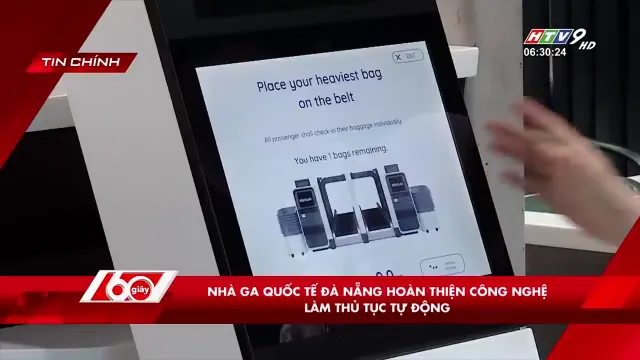 TIN CHÍNH
HTV9 HD
06:30:24
EXIT
Place your heaviest bag
on the belt
All passenger shall check-in their baggage individually.
You have 1 bags remaining.
60 giây
NHÀ GA QUỐC TẾ ĐÀ NẴNG HOÀN THIỆN CÔNG NGHỆ
LÀM THỦ TỤC TỰ ĐỘNG